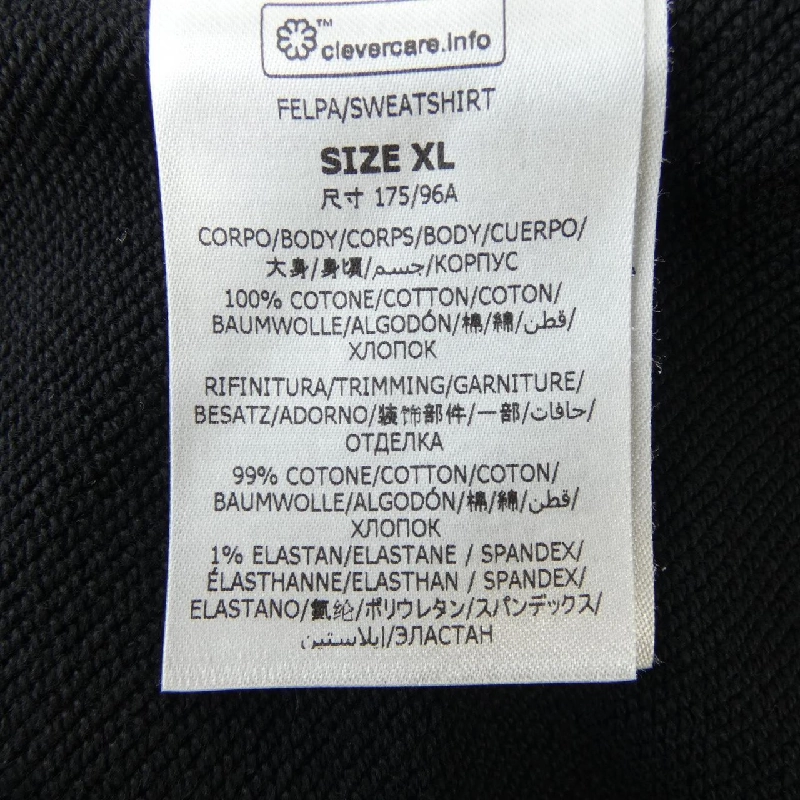 ™
clevercare.info
FELPA/SWEATSHIRT
SIZE XL
尺寸 175/96A
CORPO/BODY/CORPS/BODY/CUERPO/
大身/身頃/جسم/КОРПУС
100% COTONE/COTTON/COTON/
BAUMWOLLE/ALGODÓN/棉/綿/قطن/
ХЛОПОК
RIFINITURA/TRIMMING/GARNITURE/
BESATZ/ADORNO/装饰部件/一部/حافات/
ОТДЕЛКА
99% COTONE/COTTON/COTON/
BAUMWOLLE/ALGODÓN/棉/綿/قطن/
ХЛОПОК
1% ELASTAN/ELASTANE / SPANDEX/
ÉLASTHANNE/ELASTHAN / SPANDEX/
ELASTANO/氨纶/ポリウレタン/スパンデックス/
إيلاستين/ЭЛАСТАН